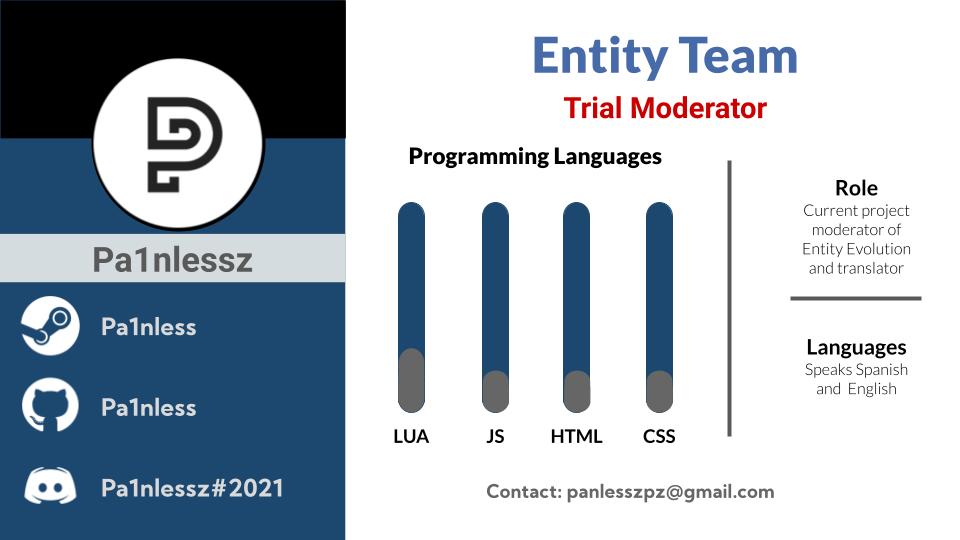 Pa1nlessz
Pa1nless
Pa1nless
Pa1nlessz#2021
Entity Team
Trial Moderator
Programming Languages
LUA
JS
HTML
CSS
Role
Current project
moderator of
Entity Evolution
and translator
Languages
Speaks Spanish
and English
Contact: panlesszpz@gmail.com